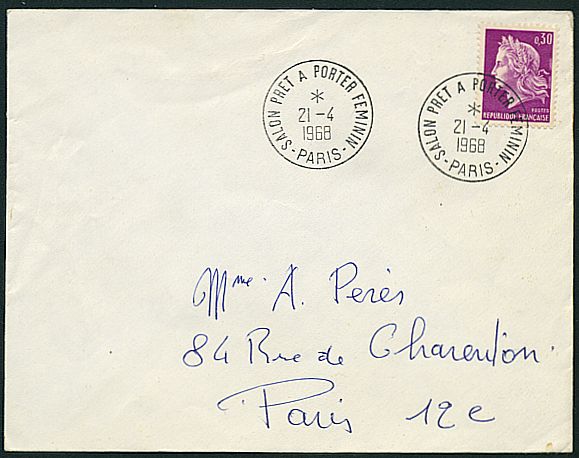 SALON PRET A PORTER FEMININ
*
21-4
1968
-PARIS-
SALON PRET A PORTER FEMININ
*
21-4
1968
-PARIS-
0,30
POSTES
REPUBLIQUE FRANÇAISE
Mme. A. Perès
84 Rue de Charenton.
Paris 12e